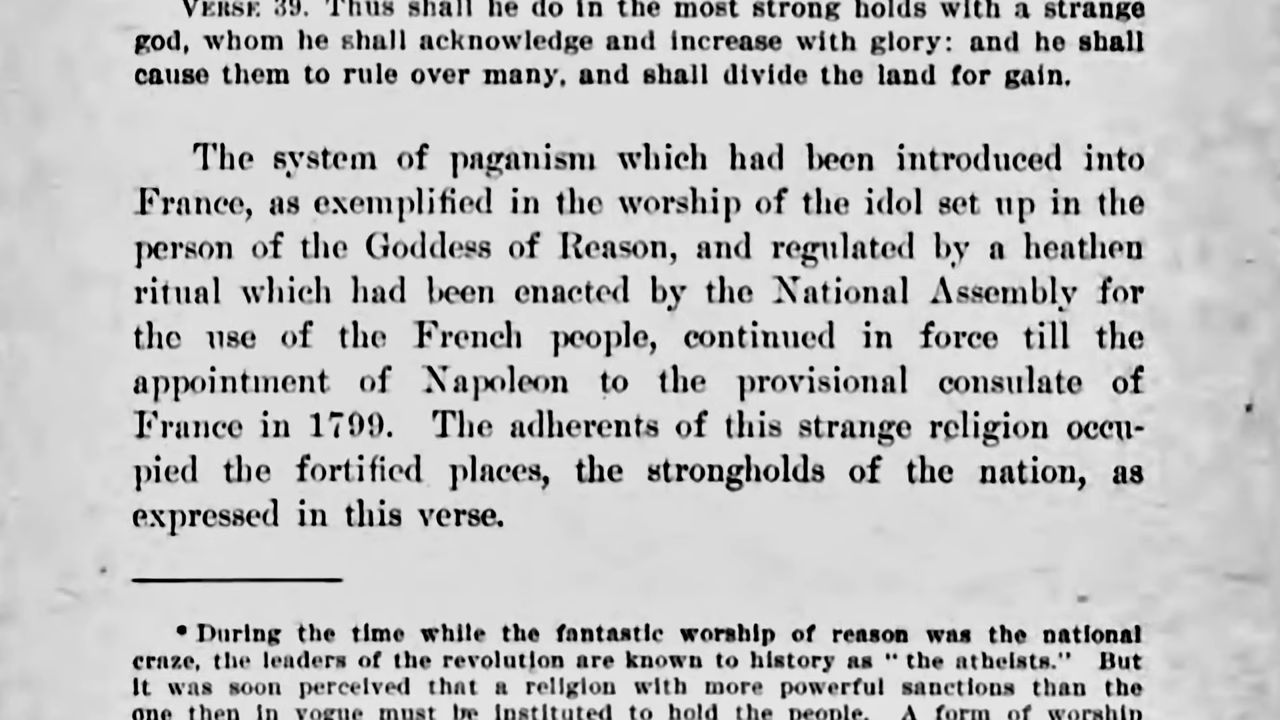 VERSE 39. Thus shall he do in the most strong holds with a strange
god, whom he shall acknowledge and increase with glory: and he shall
cause them to rule over many, and shall divide the land for gain.
The system of paganism which had been introduced into
France, as exemplified in the worship of the idol set up in the
person of the Goddess of Reason, and regulated by a heathen
ritual which had been enacted by the National Assembly for
the use of the French people, continued in force till the
appointment of Napoleon to the provisional consulate of
France in 1799. The adherents of this strange religion occu-
pied the fortified places, the strongholds of the nation, as
expressed in this verse.
* During the time while the fantastic worship of reason was the national
craze, the leaders of the revolution are known to history as "the atheists." But
it was soon perceived that a religion with more powerful sanctions than the
one then in vogue must be instituted to hold the people. A form of worship